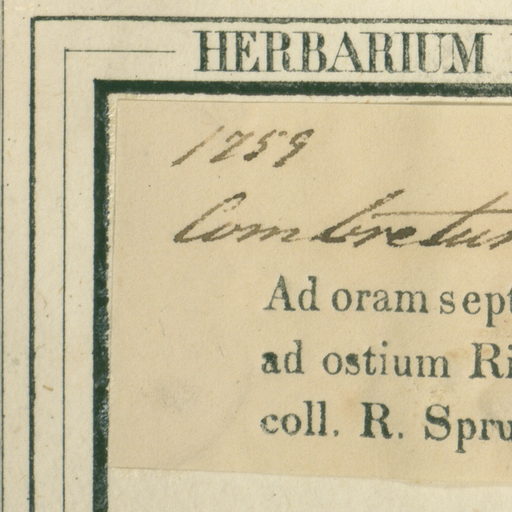 HERBARIUM
1759
Combretum
Ad oram sept
ad ostium Ri
coll. R. Spru